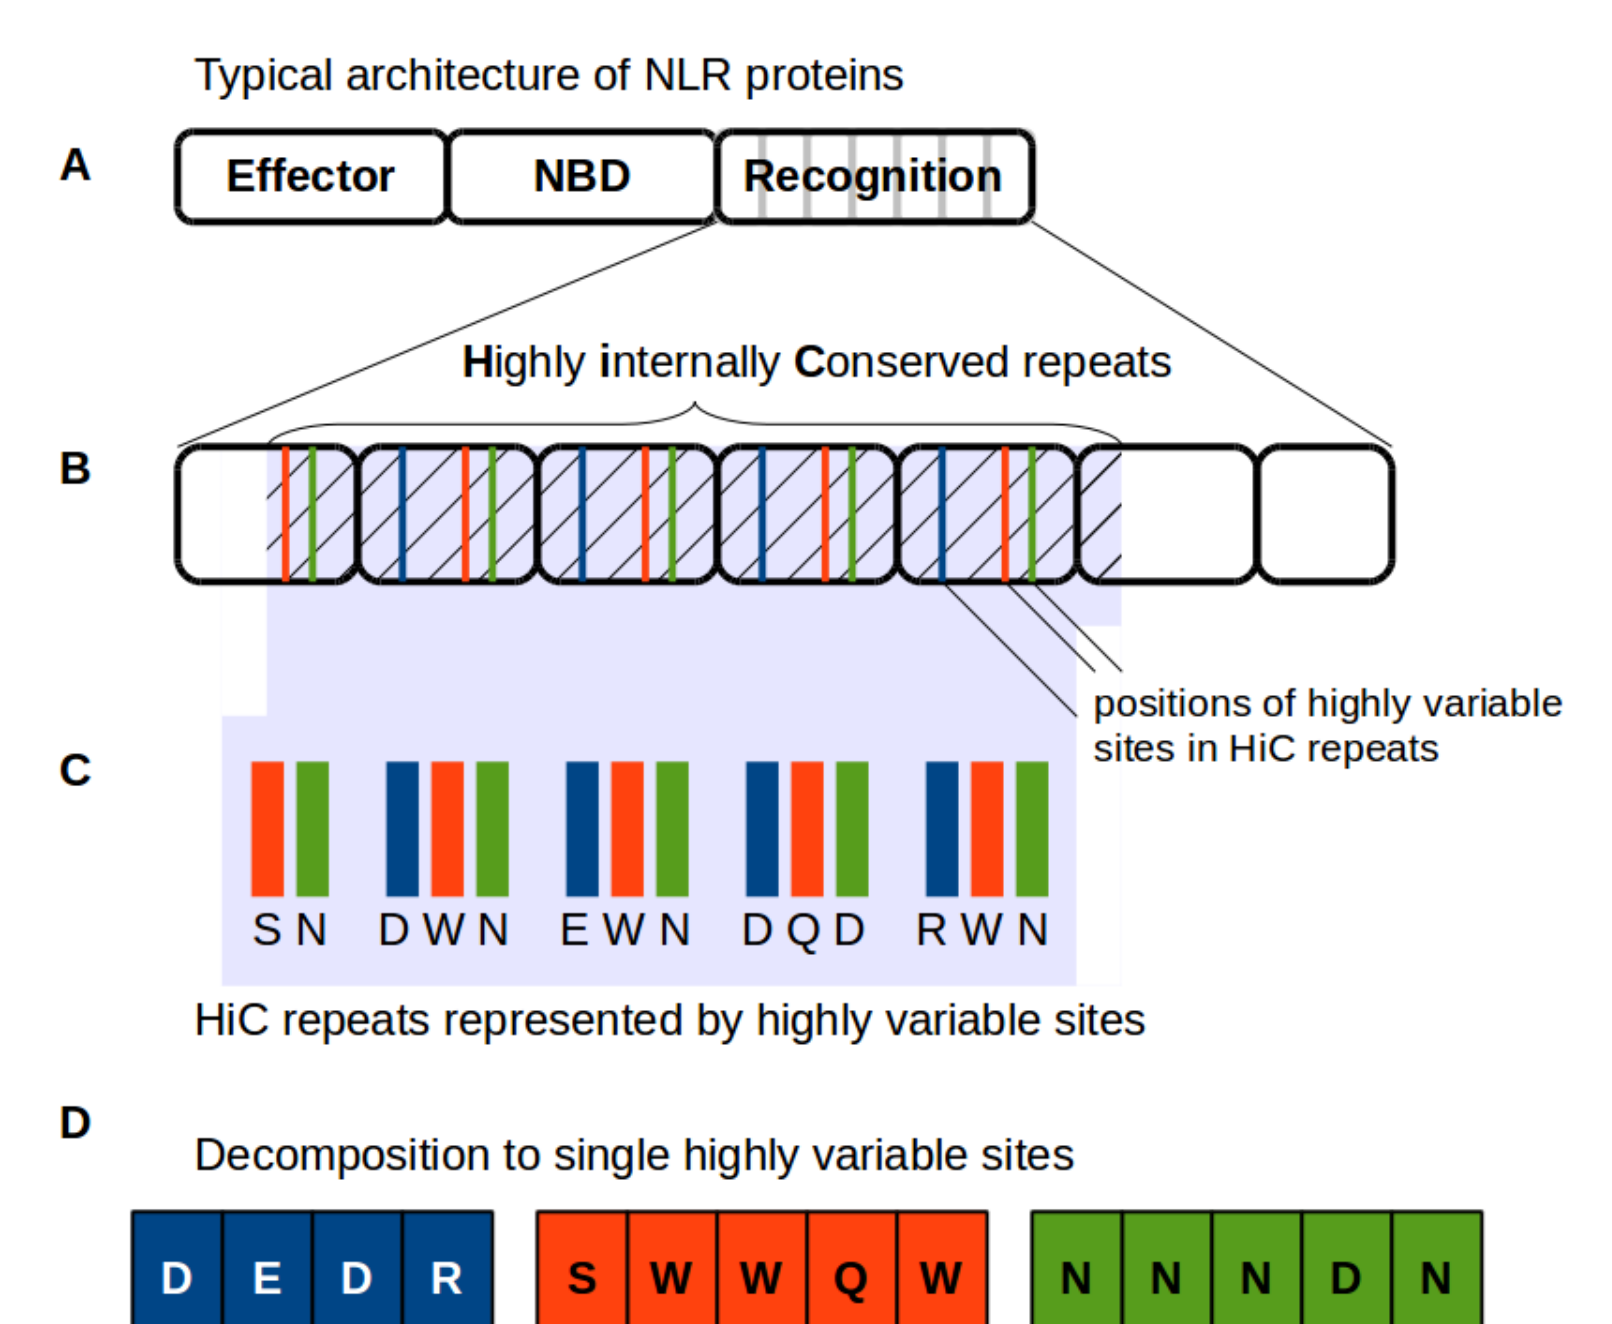 Typical architecture of NLR proteins
A
Effector NBD Recognition
Highly internally Conserved repeats
B
positions of highly variable
sites in HiC repeats
C
S N D W N E W N D Q D R W N
HiC repeats represented by highly variable sites
D
Decomposition to single highly variable sites
D E D R S W W Q W N N N D N